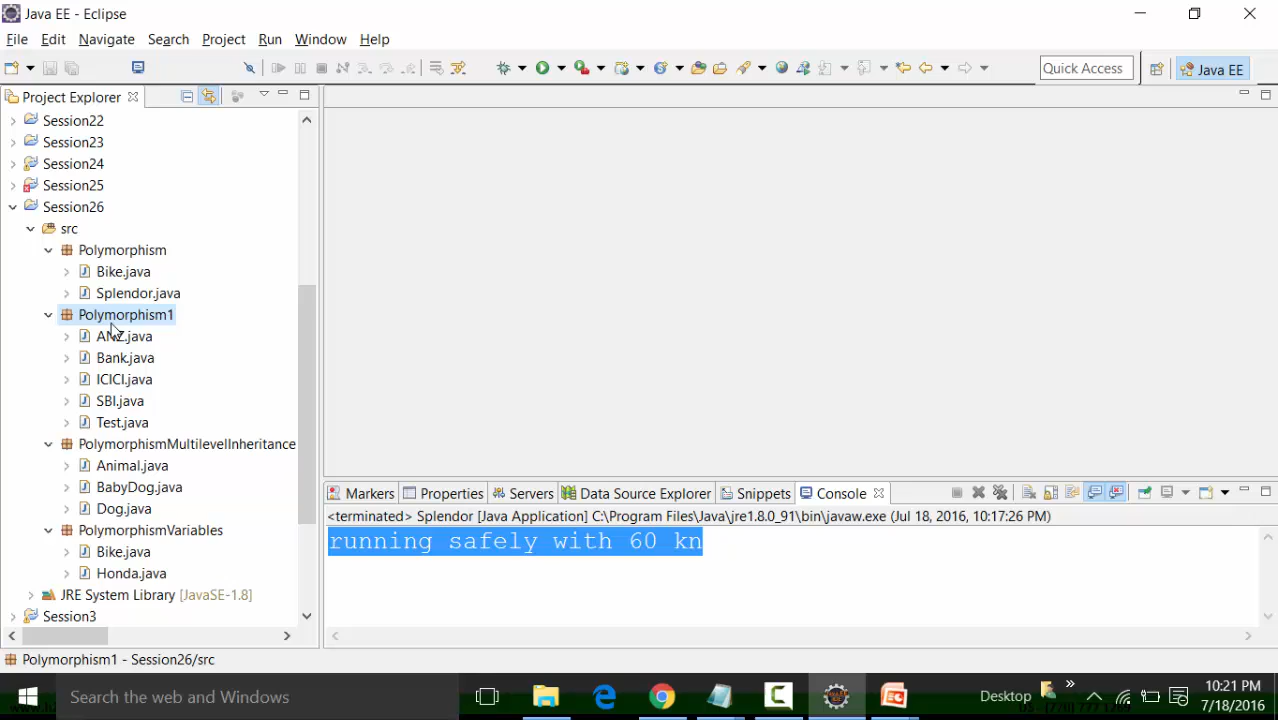 Java EE - Eclipse
File Edit Navigate Search Project Run Window Help
Quick Access
Java EE
Project Explorer
Session22
Session23
Session24
Session25
Session26
src
Polymorphism
Bike.java
Splendor.java
Polymorphism1
ANZ.java
Bank.java
ICICI.java
SBI.java
Test.java
PolymorphismMultilevelInheritance
Animal.java
BabyDog.java
Dog.java
PolymorphismVariables
Bike.java
Honda.java
JRE System Library [JavaSE-1.8]
Session3
Markers Properties Servers Data Source Explorer Snippets Console
<terminated> Splendor [Java Application] C:\Program Files\Java\jre1.8.0_91\bin\javaw.exe (Jul 18, 2016, 10:17:26 PM)
running safely with 60 kn
Polymorphism1 - Session26/src
Search the web and Windows
Desktop
10:21 PM
7/18/2016